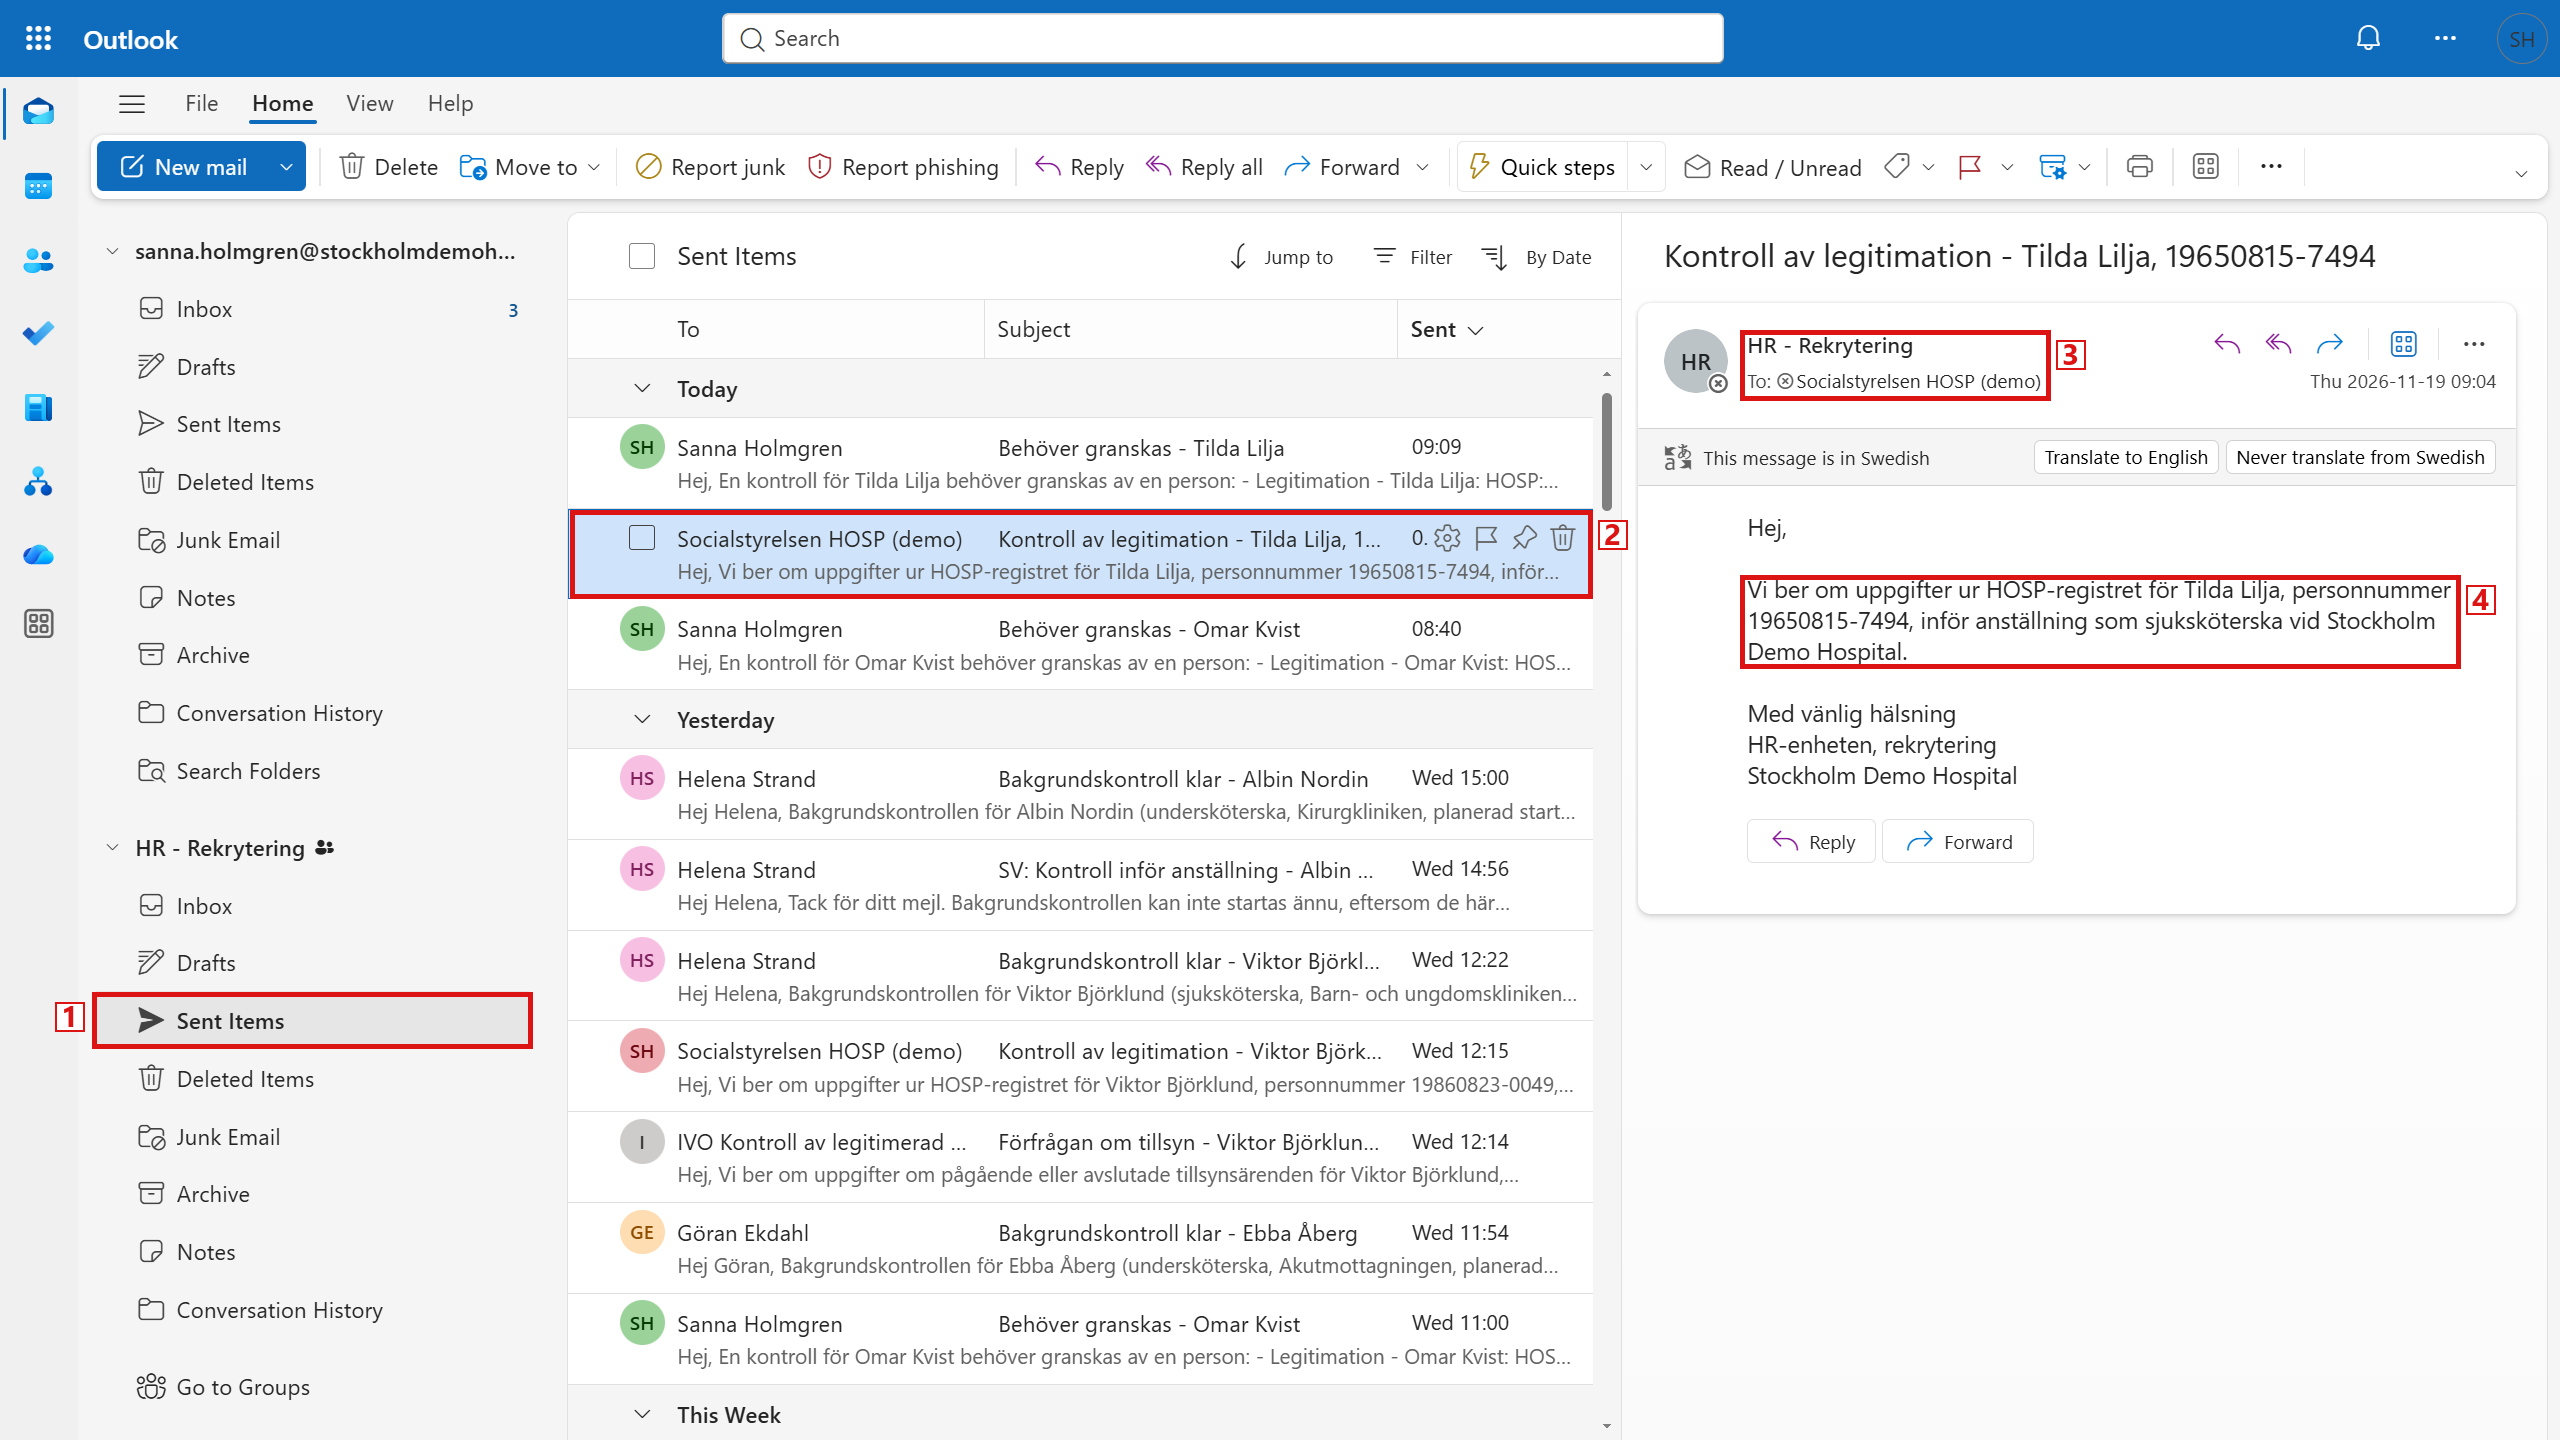 Outlook
Search
SH
File Home View Help
New mail Delete Move to Report junk Report phishing Reply Reply all Forward Quick steps Read / Unread
sanna.holmgren@stockholmdemoh...
Inbox 3
Drafts
Sent Items
Deleted Items
Junk Email
Notes
Archive
Conversation History
Search Folders
HR - Rekrytering
Inbox
Drafts
1 Sent Items
Deleted Items
Junk Email
Archive
Notes
Conversation History
Go to Groups
Sent Items Jump to Filter By Date
To Subject Sent
Today
SH Sanna Holmgren Behöver granskas - Tilda Lilja 09:09
Hej, En kontroll för Tilda Lilja behöver granskas av en person: - Legitimation - Tilda Lilja: HOSP:...
Socialstyrelsen HOSP (demo) Kontroll av legitimation - Tilda Lilja, 1... 0. 2
Hej, Vi ber om uppgifter ur HOSP-registret för Tilda Lilja, personnummer 19650815-7494, inför...
SH Sanna Holmgren Behöver granskas - Omar Kvist 08:40
Hej, En kontroll för Omar Kvist behöver granskas av en person: - Legitimation - Omar Kvist: HOS...
Yesterday
HS Helena Strand Bakgrundskontroll klar - Albin Nordin Wed 15:00
Hej Helena, Bakgrundskontrollen för Albin Nordin (undersköterska, Kirurgkliniken, planerad start...
HS Helena Strand SV: Kontroll inför anställning - Albin ... Wed 14:56
Hej Helena, Tack för ditt mejl. Bakgrundskontrollen kan inte startas ännu, eftersom de här...
HS Helena Strand Bakgrundskontroll klar - Viktor Björkl... Wed 12:22
Hej Helena, Bakgrundskontrollen för Viktor Björklund (sjuksköterska, Barn- och ungdomskliniken...
SH Socialstyrelsen HOSP (demo) Kontroll av legitimation - Viktor Björk... Wed 12:15
Hej, Vi ber om uppgifter ur HOSP-registret för Viktor Björklund, personnummer 19860823-0049,...
I IVO Kontroll av legitimerad ... Förfrågan om tillsyn - Viktor Björklun... Wed 12:14
Hej, Vi ber om uppgifter om pågående eller avslutade tillsynsärenden för Viktor Björklund,...
GE Göran Ekdahl Bakgrundskontroll klar - Ebba Åberg Wed 11:54
Hej Göran, Bakgrundskontrollen för Ebba Åberg (undersköterska, Akutmottagningen, planerad...
SH Sanna Holmgren Behöver granskas - Omar Kvist Wed 11:00
Hej, En kontroll för Omar Kvist behöver granskas av en person: - Legitimation - Omar Kvist: HOS...
This Week
Kontroll av legitimation - Tilda Lilja, 19650815-7494
HR HR - Rekrytering 3
To: Socialstyrelsen HOSP (demo) Thu 2026-11-19 09:04
This message is in Swedish Translate to English Never translate from Swedish
Hej,
Vi ber om uppgifter ur HOSP-registret för Tilda Lilja, personnummer 4
19650815-7494, inför anställning som sjuksköterska vid Stockholm
Demo Hospital.
Med vänlig hälsning
HR-enheten, rekrytering
Stockholm Demo Hospital
Reply Forward